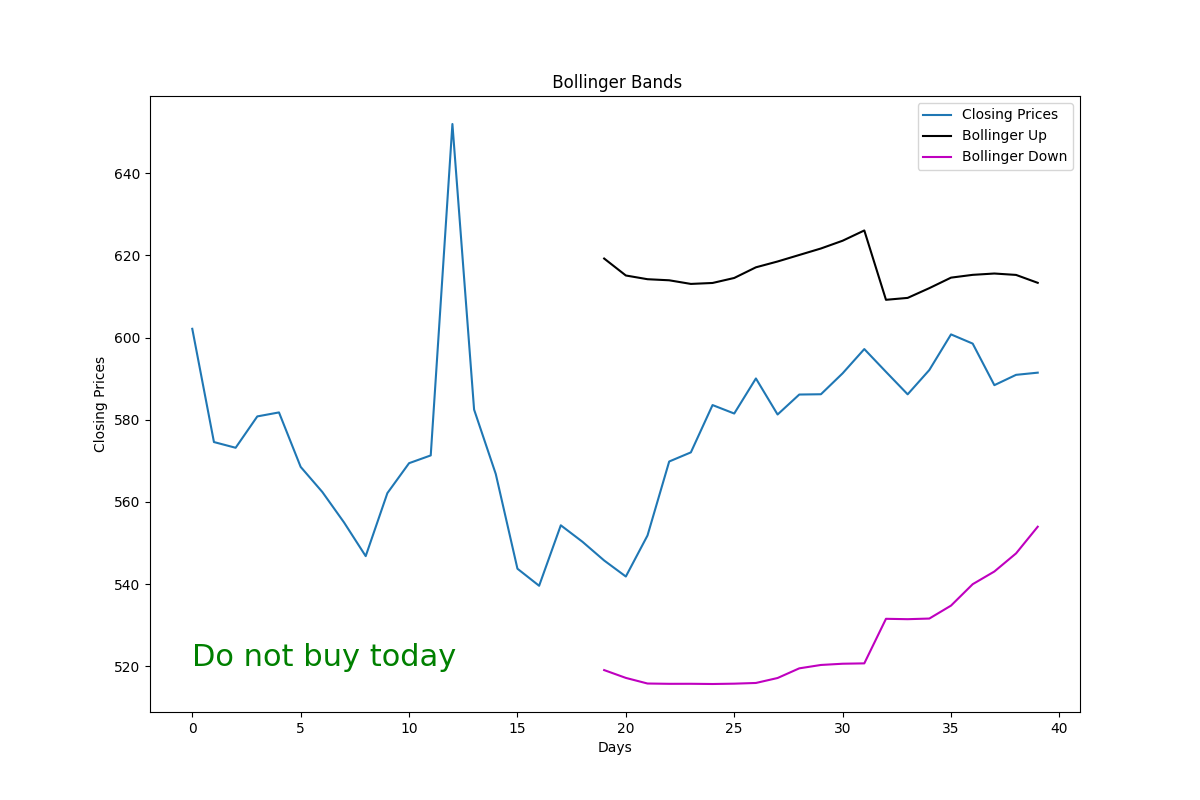 Bollinger Bands
Closing Prices
Bollinger Up
Bollinger Down
Closing Prices
640
620
600
580
560
540
520
Do not buy today
0 5 10 15 20 25 30 35 40
Days